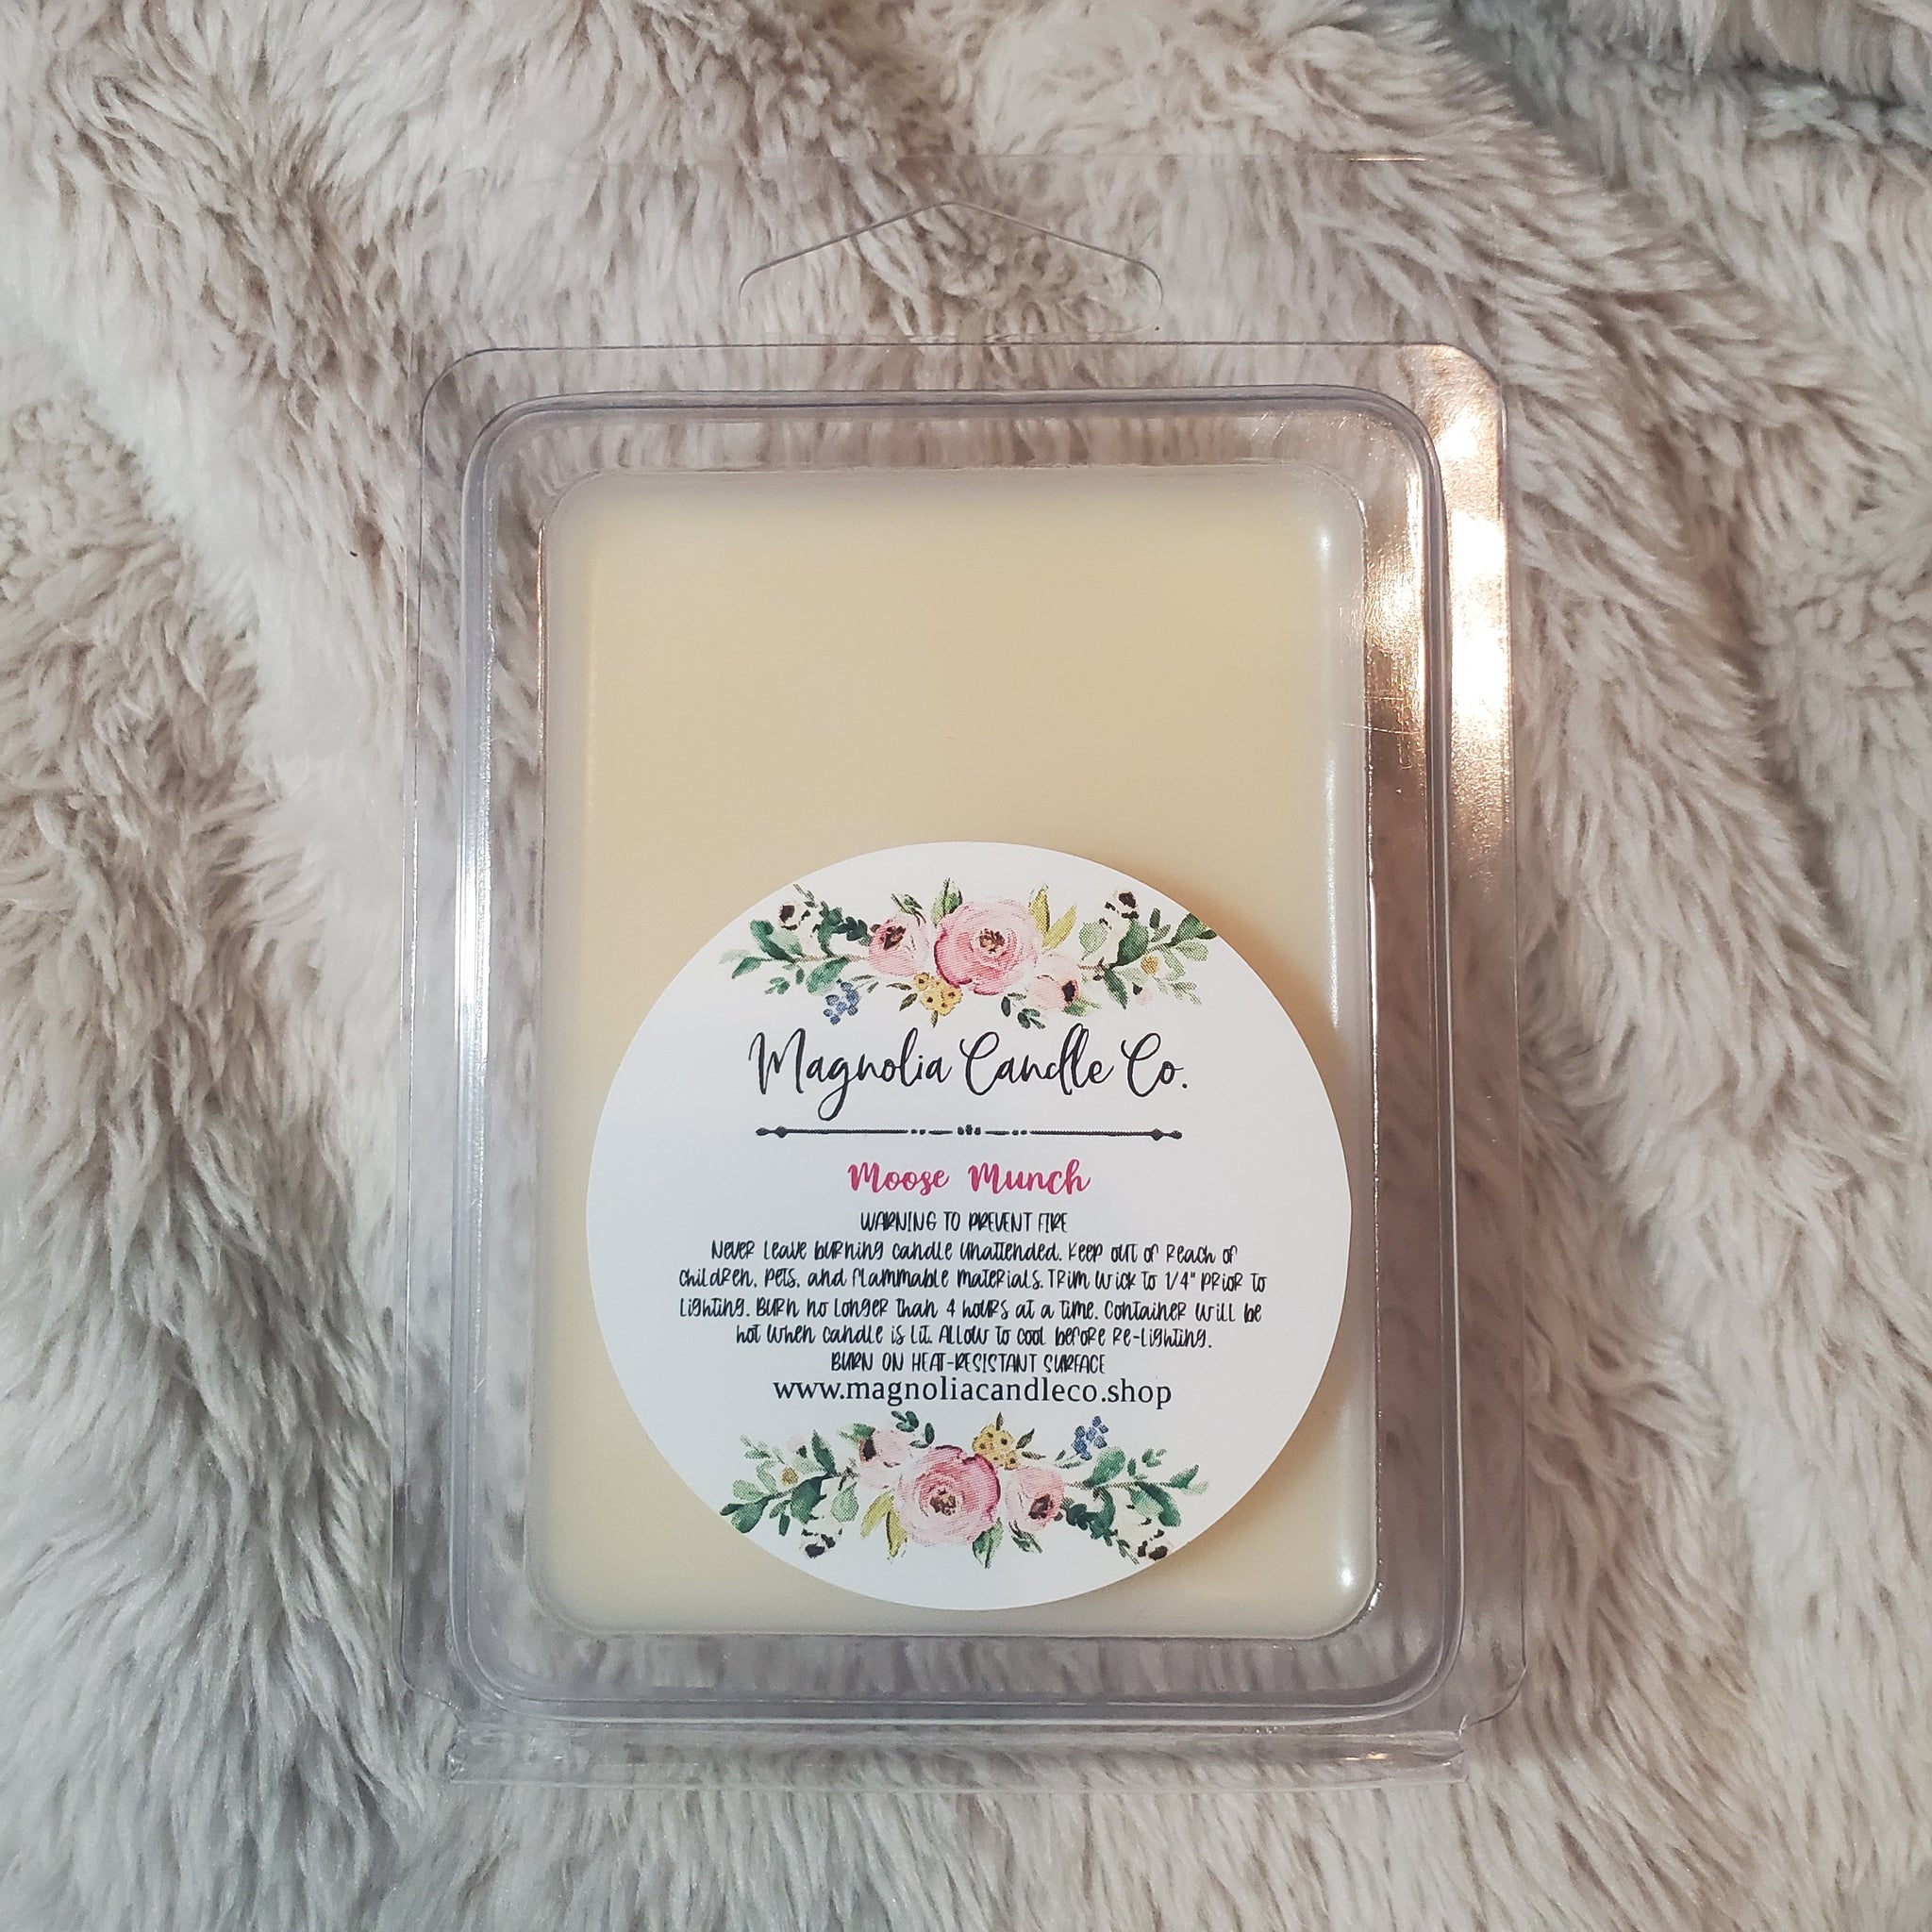 Magnolia Candle Co.
Moose Munch
WARNING TO PREVENT FIRE
Never leave burning candle unattended. Keep out of reach of
children, pets, and flammable materials. Trim wick to 1/4" prior to
lighting. Burn no longer than 4 hours at a time. Container will be
hot when candle is lit. Allow to cool before re-lighting.
BURN ON HEAT-RESISTANT SURFACE
www.magnoliacandleco.shop